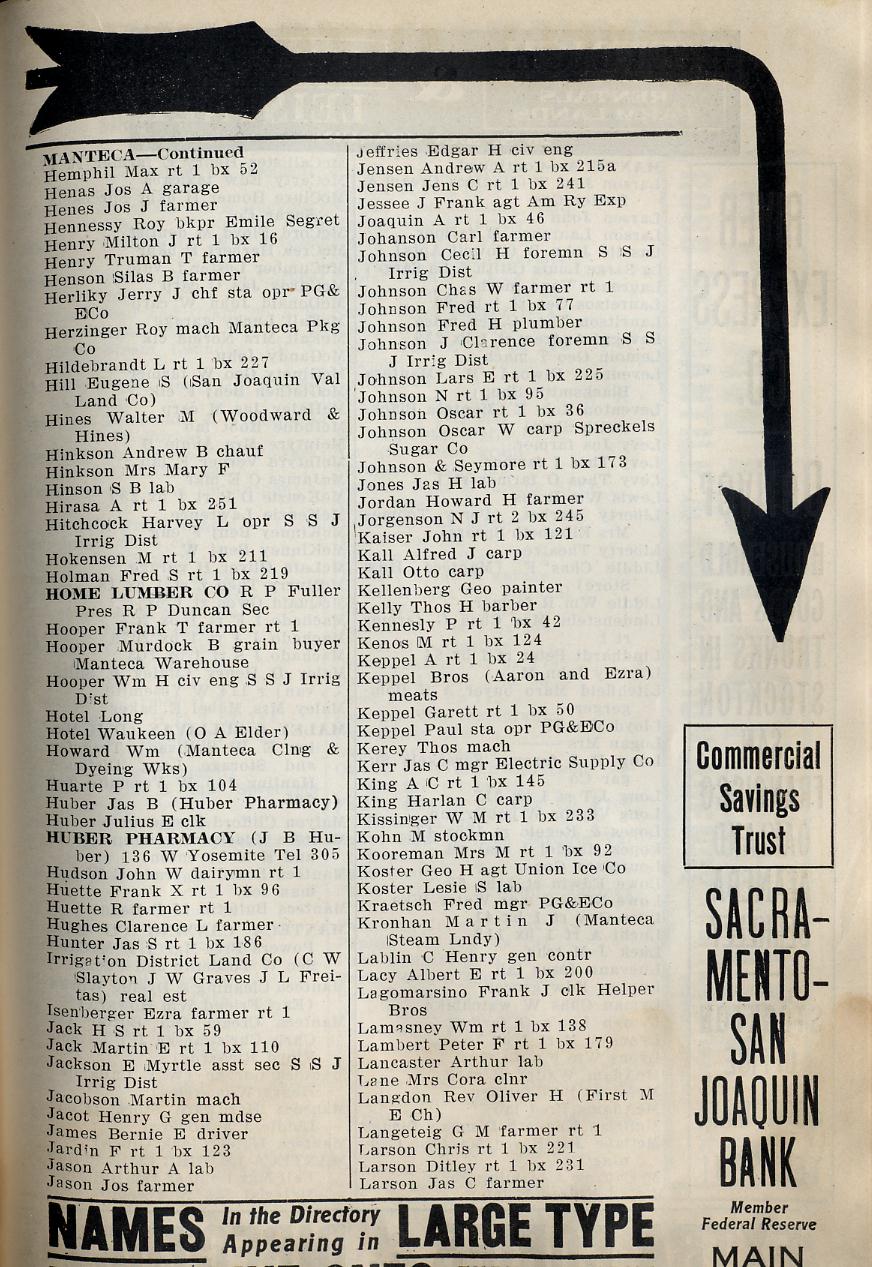 MANTECA—Continued
Hemphil Max rt 1 bx 52
Henas Jos A garage
Henes Jos J farmer
Hennessy Roy bkpr Emile Segret
Henry Milton J rt 1 bx 16
Henry Truman T farmer
Henson Silas B farmer
Herliky Jerry J chf sta opr PG&
ECo
Herzinger Roy mach Manteca Pkg
Co
Hildebrandt L rt 1 bx 227
Hill Eugene S (San Joaquin Val
Land Co)
Hines Walter M (Woodward &
Hines)
Hinkson Andrew B chauf
Hinkson Mrs Mary F
Hinson S B lab
Hirasa A rt 1 bx 251
Hitchcock Harvey L opr S S J
Irrig Dist
Hokensen M rt 1 bx 211
Holman Fred S rt 1 bx 219
HOME LUMBER CO R P Fuller
Pres R P Duncan Sec
Hooper Frank T farmer rt 1
Hooper Murdock B grain buyer
Manteca Warehouse
Hooper Wm H civ eng S S J Irrig
Dist
Hotel Long
Hotel Waukeen (O A Elder)
Howard Wm (Manteca Clng &
Dyeing Wks)
Huarte P rt 1 bx 104
Huber Jas B (Huber Pharmacy)
Huber Julius E clk
HUBER PHARMACY (J B Hu-
ber) 136 W Yosemite Tel 305
Hudson John W dairymn rt 1
Huette Frank X rt 1 bx 96
Huette R farmer rt 1
Hughes Clarence L farmer
Hunter Jas S rt 1 bx 186
Irrigation District Land Co (C W
Slayton J W Graves J L Frei-
tas) real est
Isenberger Ezra farmer rt 1
Jack H S rt 1 bx 59
Jack Martin E rt 1 bx 110
Jackson E Myrtle asst sec S S J
Irrig Dist
Jacobson Martin mach
Jacot Henry G gen mdse
James Bernie E driver
Jardin F rt 1 bx 123
Jason Arthur A lab
Jason Jos farmer
Jeffries Edgar H civ eng
Jensen Andrew A rt 1 bx 215a
Jensen Jens C rt 1 bx 241
Jessee J Frank agt Am Ry Exp
Joaquin A rt 1 bx 46
Johanson Carl farmer
Johnson Cecil H foremn S S J
Irrig Dist
Johnson Chas W farmer rt 1
Johnson Fred rt 1 bx 77
Johnson Fred H plumber
Johnson J Clarence foremn S S
J Irrig Dist
Johnson Lars E rt 1 bx 225
Johnson N rt 1 bx 95
Johnson Oscar rt 1 bx 36
Johnson Oscar W carp Spreckels
Sugar Co
Johnson & Seymore rt 1 bx 173
Jones Jas H lab
Jordan Howard H farmer
Jorgenson N J rt 2 bx 245
Kaiser John rt 1 bx 121
Kall Alfred J carp
Kall Otto carp
Kellenberg Geo painter
Kelly Thos H barber
Kennesly P rt 1 bx 42
Kenos M rt 1 bx 124
Keppel A rt 1 bx 24
Keppel Bros (Aaron and Ezra)
meats
Keppel Garett rt 1 bx 50
Keppel Paul sta opr PG&ECo
Kerey Thos mach
Kerr Jas C mgr Electric Supply Co
King A C rt 1 bx 145
King Harlan C carp
Kissinger W M rt 1 bx 233
Kohn M stockmn
Kooreman Mrs M rt 1 bx 92
Koster Geo H agt Union Ice Co
Koster Lesie S lab
Kraetsch Fred mgr PG&ECo
Kronhan Martin J (Manteca
Steam Lndy)
Lablin C Henry gen contr
Lacy Albert E rt 1 bx 200
Lagomarsino Frank J clk Helper
Bros
Lamasney Wm rt 1 bx 138
Lambert Peter F rt 1 bx 179
Lancaster Arthur lab
Lane Mrs Cora clnr
Langdon Rev Oliver H (First M
E Ch)
Langeteig G M farmer rt 1
Larson Chris rt 1 bx 221
Larson Ditley rt 1 bx 231
Larson Jas C farmer
Commercial
Savings
Trust
SACRA-
MENTO-
SAN
JOAQUIN
BANK
Member
Federal Reserve
MAIN
NAMES In the Directory Appearing in LARGE TYPE